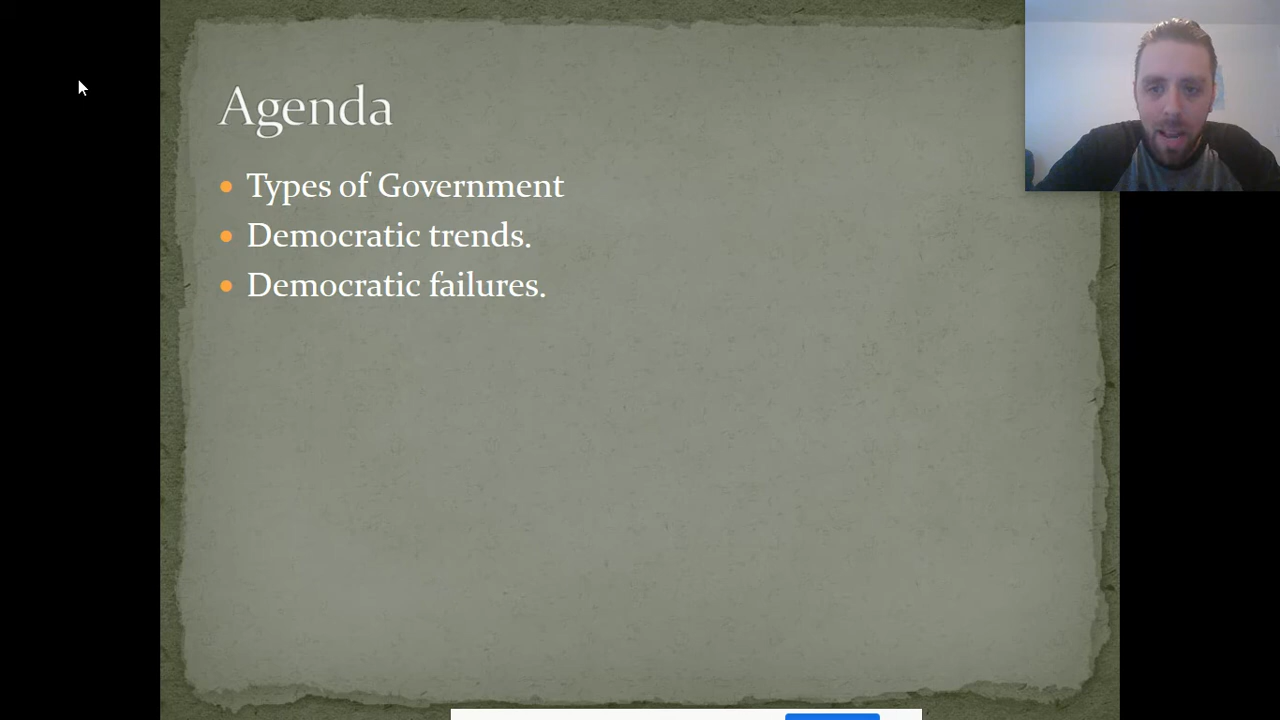 Agenda
Types of Government
Democratic trends.
Democratic failures.